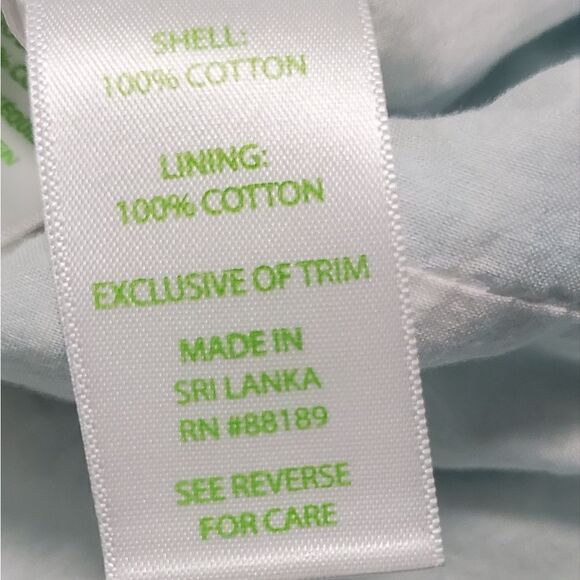 SHELL:
100% COTTON
LINING:
100% COTTON
EXCLUSIVE OF TRIM
MADE IN
SRI LANKA
RN #88189
SEE REVERSE
FOR CARE